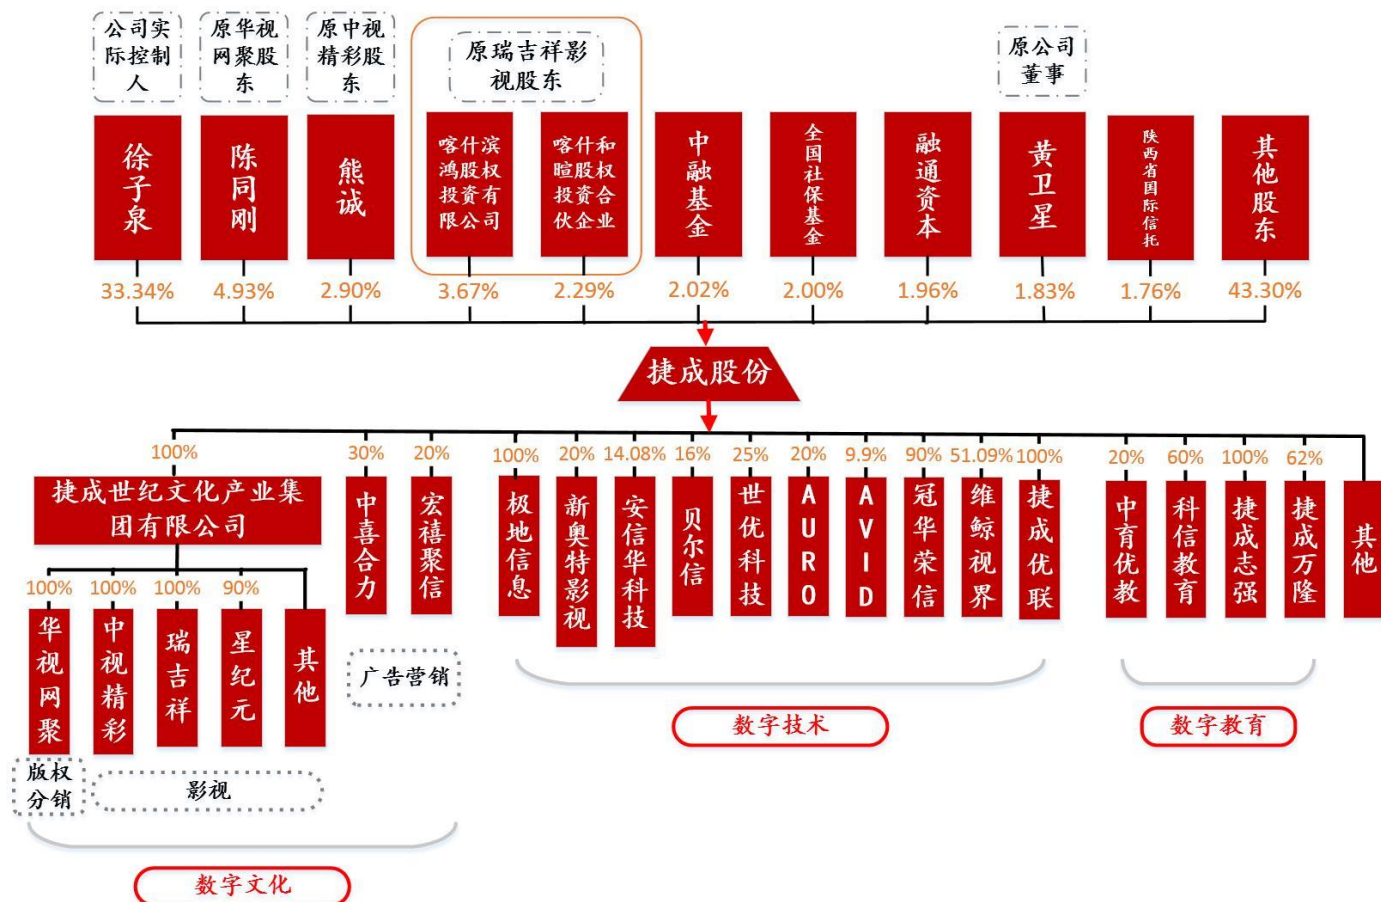 公司实
际控制
人
原华视
网聚股
东
原中视
精彩股
东
原瑞吉祥影
视股东
原公司
董事
徐子泉
陈同刚
熊诚
喀什滨
鸿股权
投资有
限公司
喀什和
暄股权
投资合
伙企业
中融基金
全国社保基金
融通资本
黄卫星
陕西省国际信托
其他股东
33.34%
4.93%
2.90%
3.67%
2.29%
2.02%
2.00%
1.96%
1.83%
1.76%
43.30%
捷成股份
100%
30%
20%
100%
20%
14.08%
16%
25%
20%
9.9%
90%
51.09%
100%
20%
60%
100%
62%
捷成世纪文化产业集
团有限公司
中喜合力
宏禧聚信
极地信息
新奥特影视
安信华科技
贝尔信
世优科技
AURO
AVID
冠华荣信
维鲸视界
捷成优联
中育优教
科信教育
捷成志强
捷成万隆
其他
100%
100%
100%
90%
华视网聚
中视精彩
瑞吉祥
星纪元
其他
广告营销
版权
分销
影视
数字技术
数字教育
数字文化